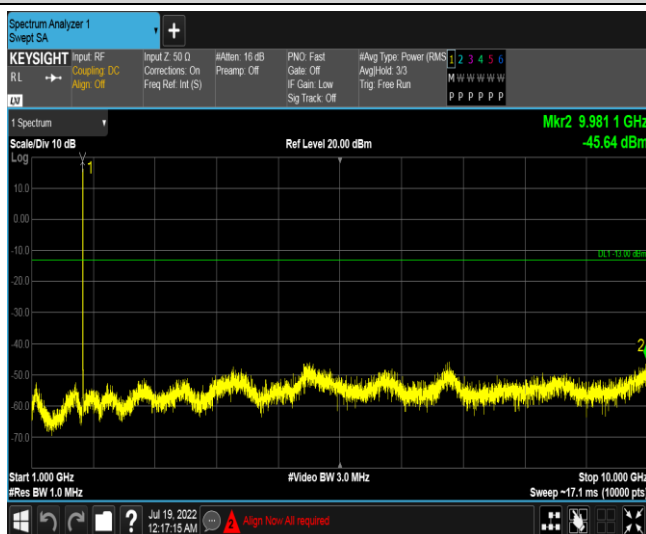 Spectrum Analyzer 1
Swept SA
+
KEYSIGHT Input: RF Input Z: 50 Ω #Atten: 16 dB PNO: Fast #Avg Type: Power (RMS 1 2 3 4 5 6
RL Coupling: DC Corrections: On Preamp: Off Gate: Off Avg|Hold: 3/3 M W W W W W
Align: Off Freq Ref: Int (S) IF Gain: Low Trig: Free Run
LXI Sig Track: Off P P P P P P
1 Spectrum Mkr2 9.981 1 GHz
Scale/Div 10 dB Ref Level 20.00 dBm -45.64 dBm
Log
1
10.0
0.00
-10.0
DL1 -13.00 dBm
-20.0
-30.0
-40.0
2
-50.0
-60.0
-70.0
Start 1.000 GHz #Video BW 3.0 MHz Stop 10.000 GHz
#Res BW 1.0 MHz Sweep ~17.1 ms (10000 pts)
? Jul 19, 2022
12:17:15 AM 2 Align Now All required